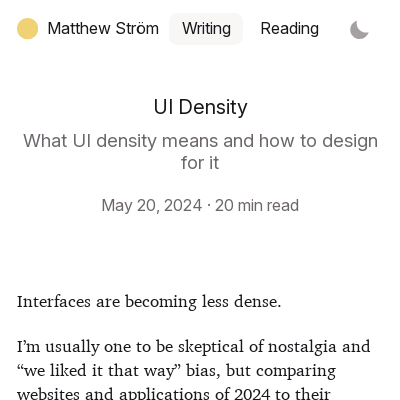 Matthew Ström Writing Reading
UI Density
What UI density means and how to design
for it
May 20, 2024 · 20 min read
Interfaces are becoming less dense.
I’m usually one to be skeptical of nostalgia and
“we liked it that way” bias, but comparing
websites and applications of 2024 to their